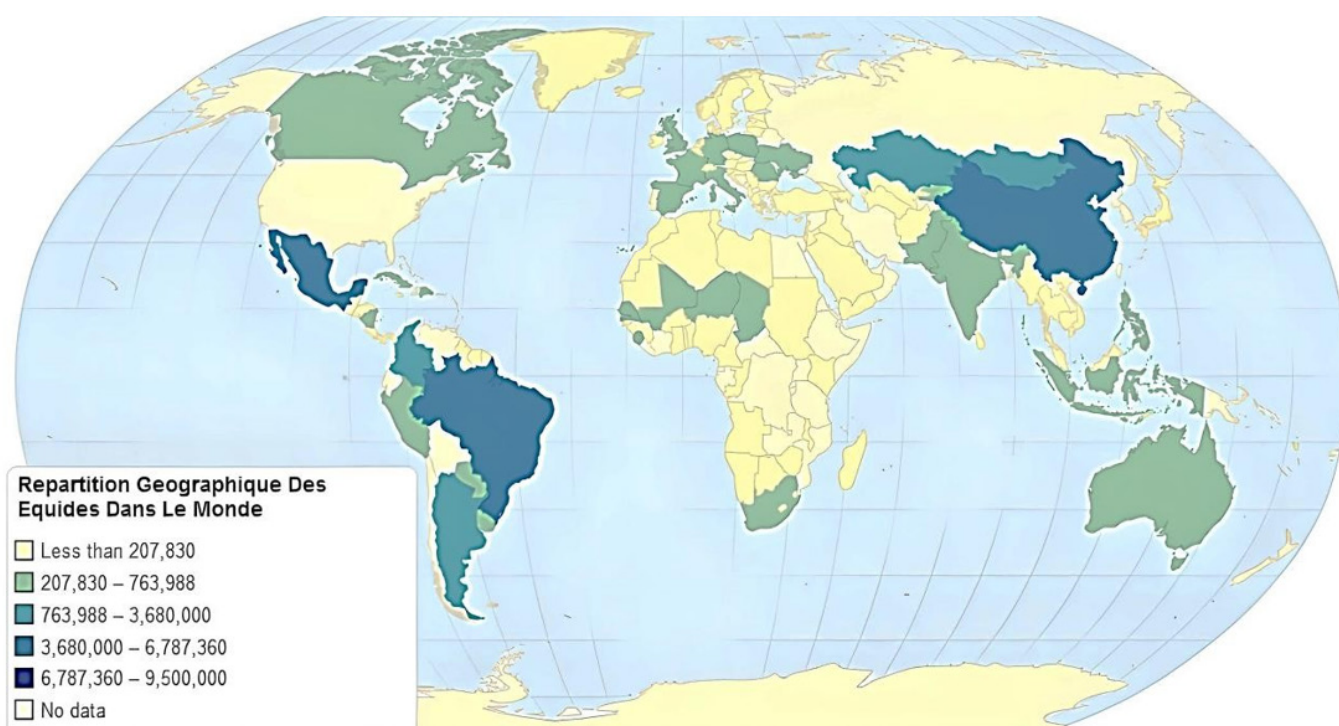 Repartition Geographique Des
Equides Dans Le Monde
Less than 207,830
207,830 – 763,988
763,988 – 3,680,000
3,680,000 – 6,787,360
6,787,360 – 9,500,000
No data